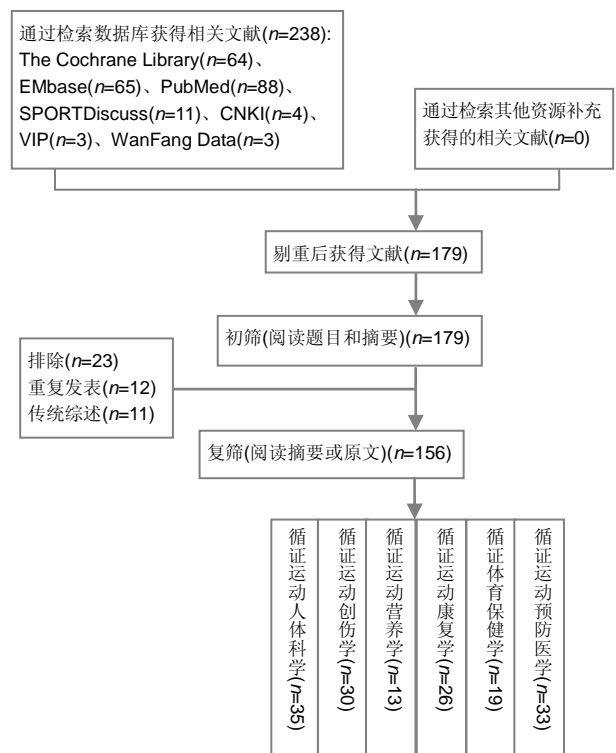 通过检索数据库获得相关文献(n=238):
The Cochrane Library(n=64)、
EMbase(n=65)、PubMed(n=88)、
SPORTDiscuss(n=11)、CNKI(n=4)、
VIP(n=3)、WanFang Data(n=3)
通过检索其他资源补充
获得的相关文献(n=0)
剔重后获得文献(n=179)
初筛(阅读题目和摘要)(n=179)
排除(n=23)
重复发表(n=12)
传统综述(n=11)
复筛(阅读摘要或原文)(n=156)
循证运动人体科学(n=35)
循证运动创伤学(n=30)
循证运动营养学(n=13)
循证运动康复学(n=26)
循证体育保健学(n=19)
循证运动预防医学(n=33)